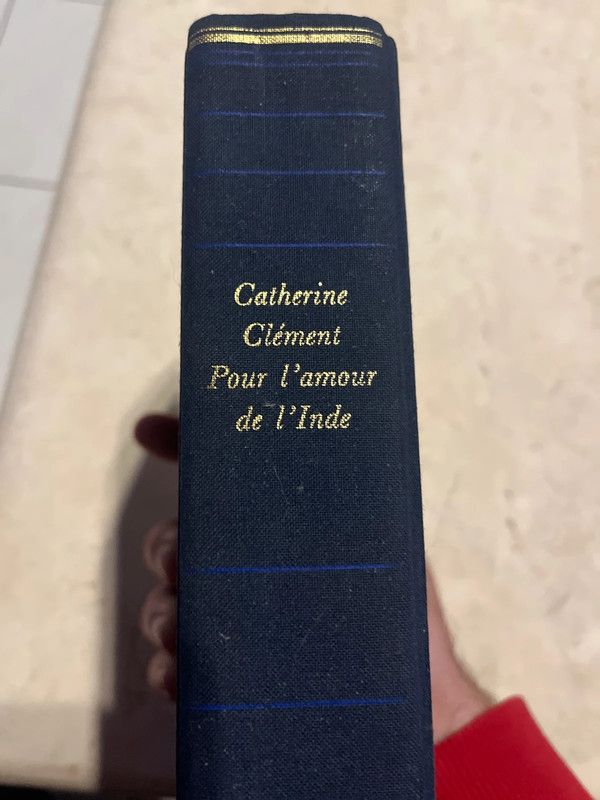 Catherine
Clément
Pour l'amour
de l'Inde